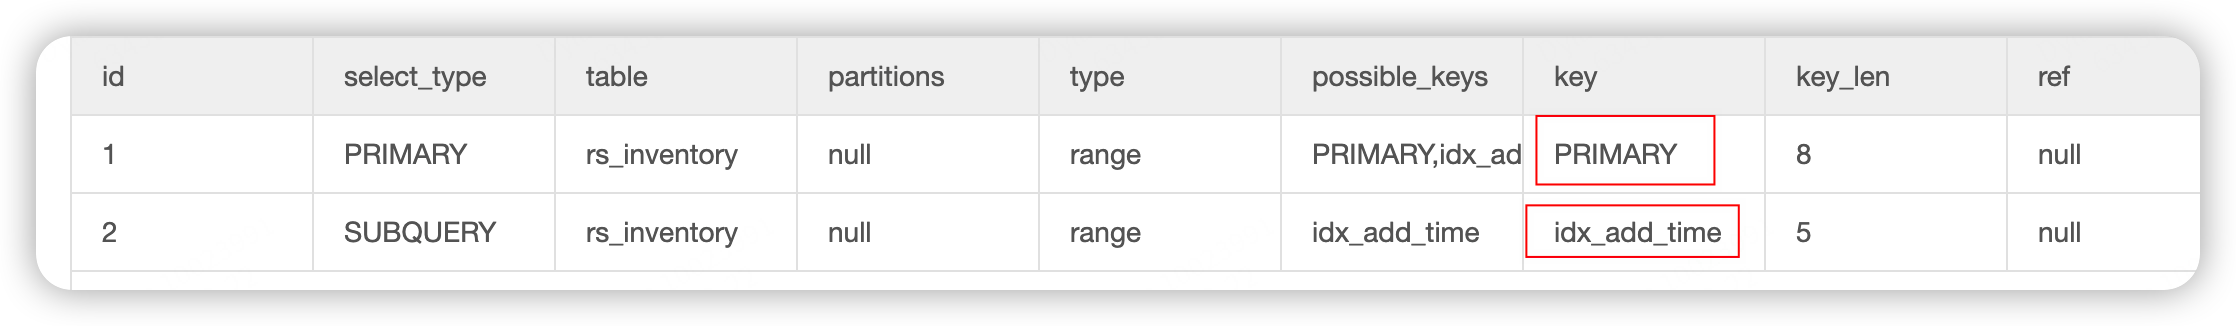 id select_type table partitions type possible_keys key key_len ref
1 PRIMARY rs_inventory null range PRIMARY,idx_ad PRIMARY 8 null
2 SUBQUERY rs_inventory null range idx_add_time idx_add_time 5 null